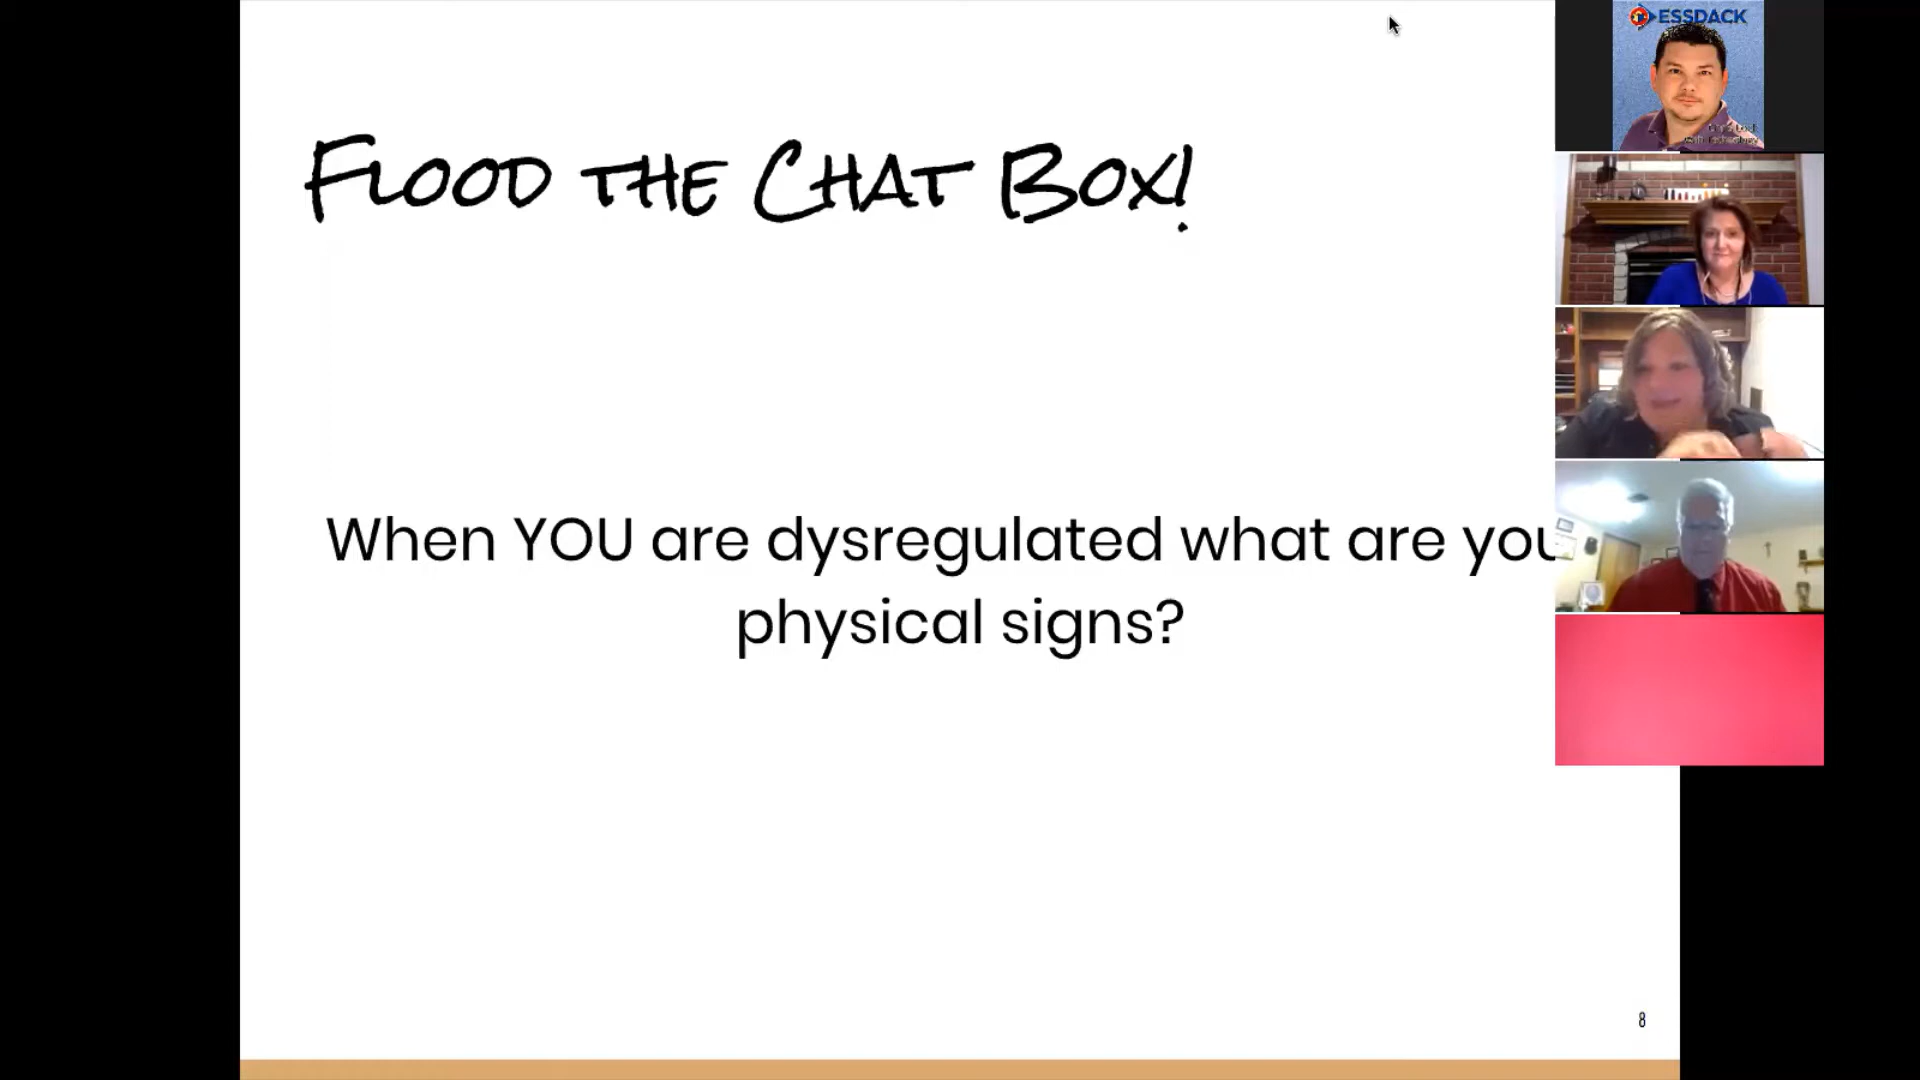 FLOOD THE CHAT BOX!
When YOU are dysregulated what are you
physical signs?
8
ESSDACK